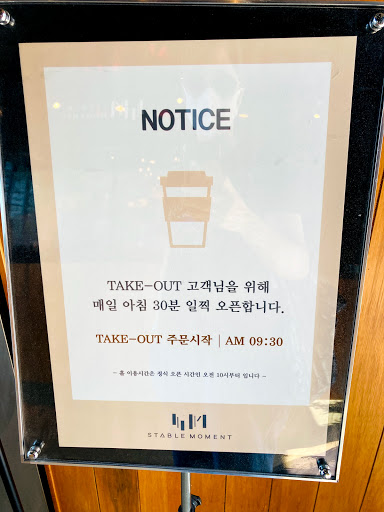 NOTICE
TAKE-OUT 고객님을 위해
매일 아침 30분 일찍 오픈합니다.
TAKE-OUT 주문시작 | AM 09:30
- 홀 이용시간은 정식 오픈 시간인 오전 10시부터 입니다 -
STABLE MOMENT